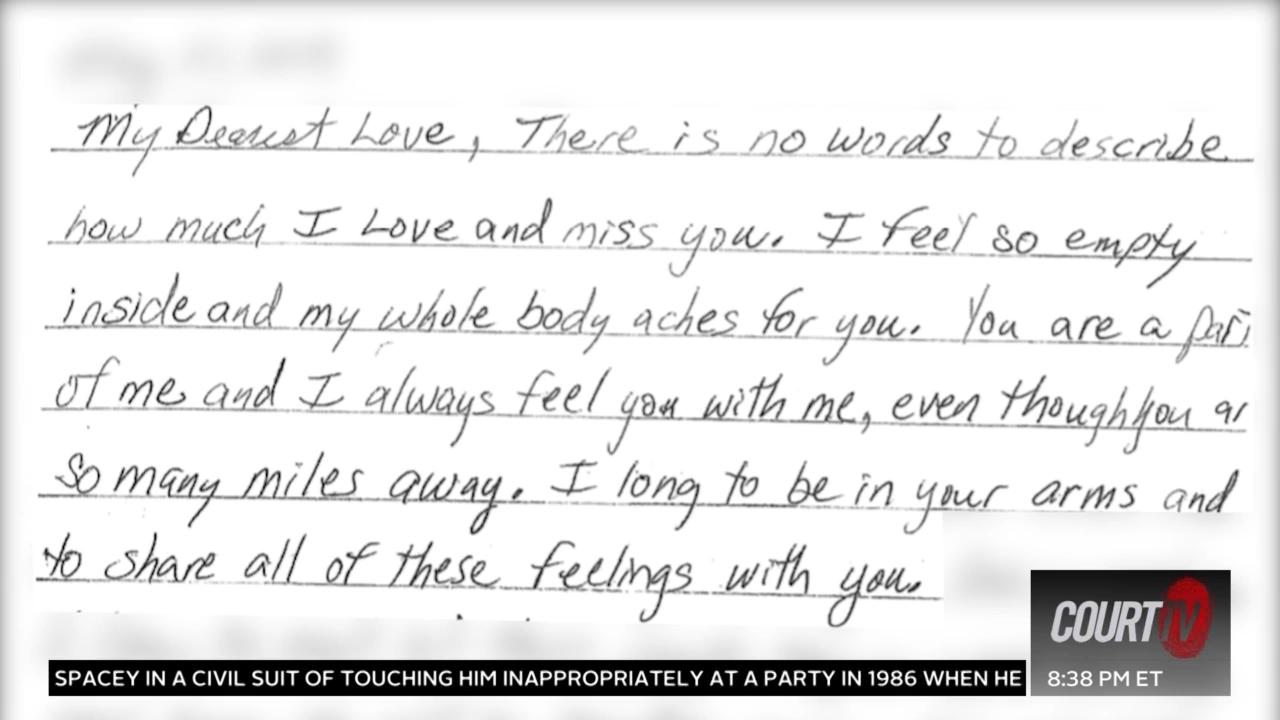 My Dearest Love, There is no words to describe
how much I Love and miss you. I feel so empty
inside and my whole body aches for you. You are a par
of me and I always feel you with me, even though you ar
so many miles away. I long to be in your arms and
to share all of these feelings with you.
COURT TV
SPACEY IN A CIVIL SUIT OF TOUCHING HIM INAPPROPRIATELY AT A PARTY IN 1986 WHEN HE
8:38 PM ET